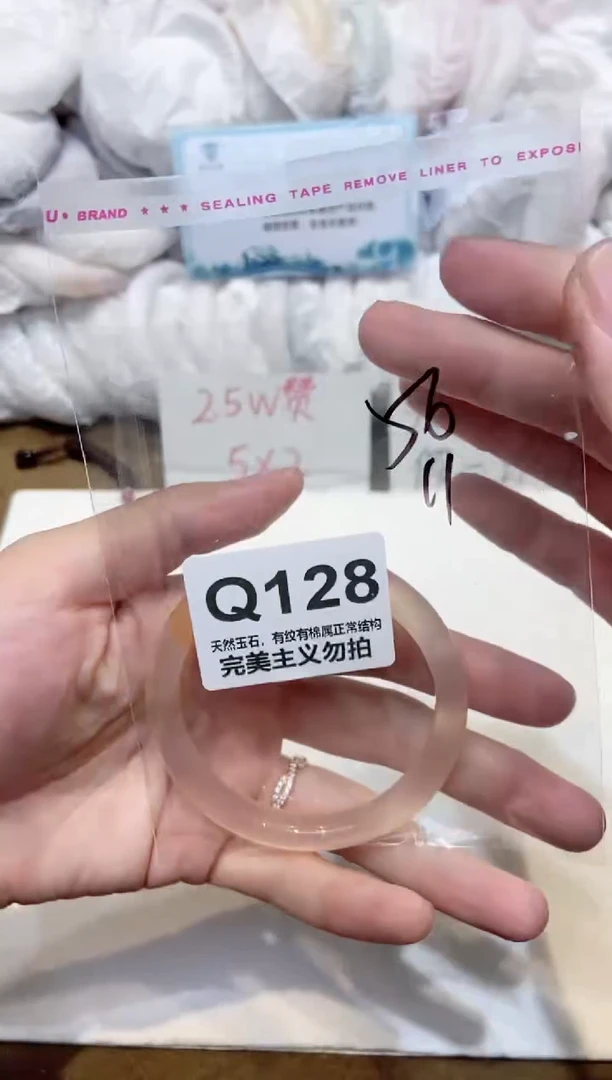 U• BRAND ★ ★ ★ SEALING TAPE REMOVE LINER TO EXPOS
25W赞
5X2
56
11
Q128
天然玉石，有纹有棉属正常结构
完美主义勿拍